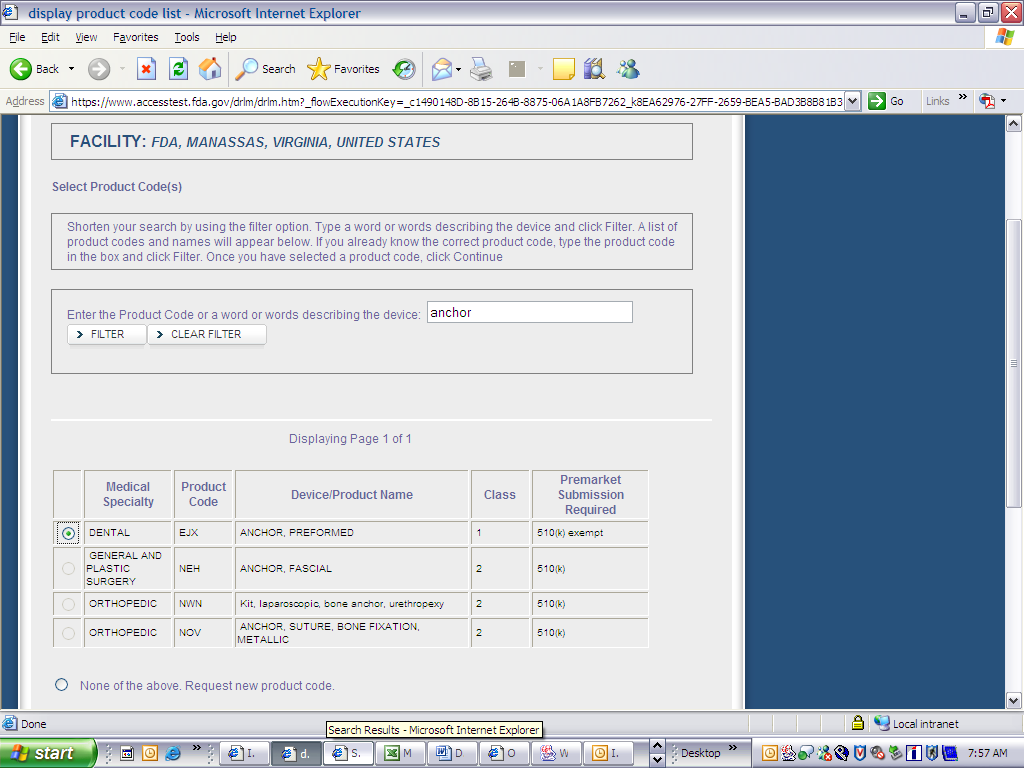 display product code list - Microsoft Internet Explorer
File Edit View Favorites Tools Help
Back Search Favorites
Address https://www.accesstest.fda.gov/drlm/drlm.htm?_flowExecutionKey=_c1490148D-8B15-264B-8875-06A1A8FB7262_k8EA62976-27FF-2659-BEA5-BAD3B8B81B3 Go Links »
FACILITY: FDA, MANASSAS, VIRGINIA, UNITED STATES
Select Product Code(s)
Shorten your search by using the filter option. Type a word or words describing the device and click Filter. A list of
product codes and names will appear below. If you already know the correct product code, type the product code
in the box and click Filter. Once you have selected a product code, click Continue
Enter the Product Code or a word or words describing the device: anchor
FILTER CLEAR FILTER
Displaying Page 1 of 1
Medical Specialty Product Code Device/Product Name Class Premarket Submission Required
DENTAL EJX ANCHOR, PREFORMED 1 510(k) exempt
GENERAL AND PLASTIC SURGERY NEH ANCHOR, FASCIAL 2 510(k)
ORTHOPEDIC NWN Kit, laparoscopic, bone anchor, urethropexy 2 510(k)
ORTHOPEDIC NOV ANCHOR, SUTURE, BONE FIXATION, METALLIC 2 510(k)
None of the above. Request new product code.
Done Local intranet
Search Results - Microsoft Internet Explorer
start » I. d. S. M D O W I. Desktop » 7:57 AM